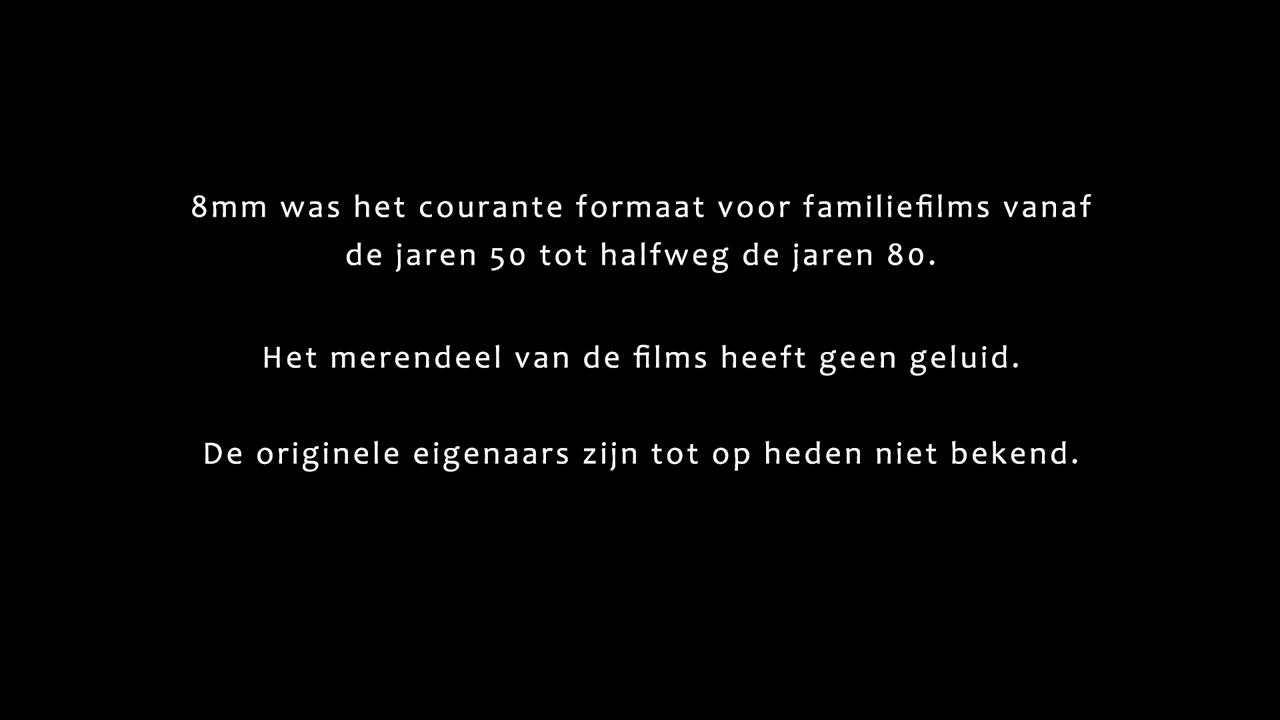 8mm was het courante formaat voor familiefilms vanaf
de jaren 50 tot halfweg de jaren 80.
Het merendeel van de films heeft geen geluid.
De originele eigenaars zijn tot op heden niet bekend.